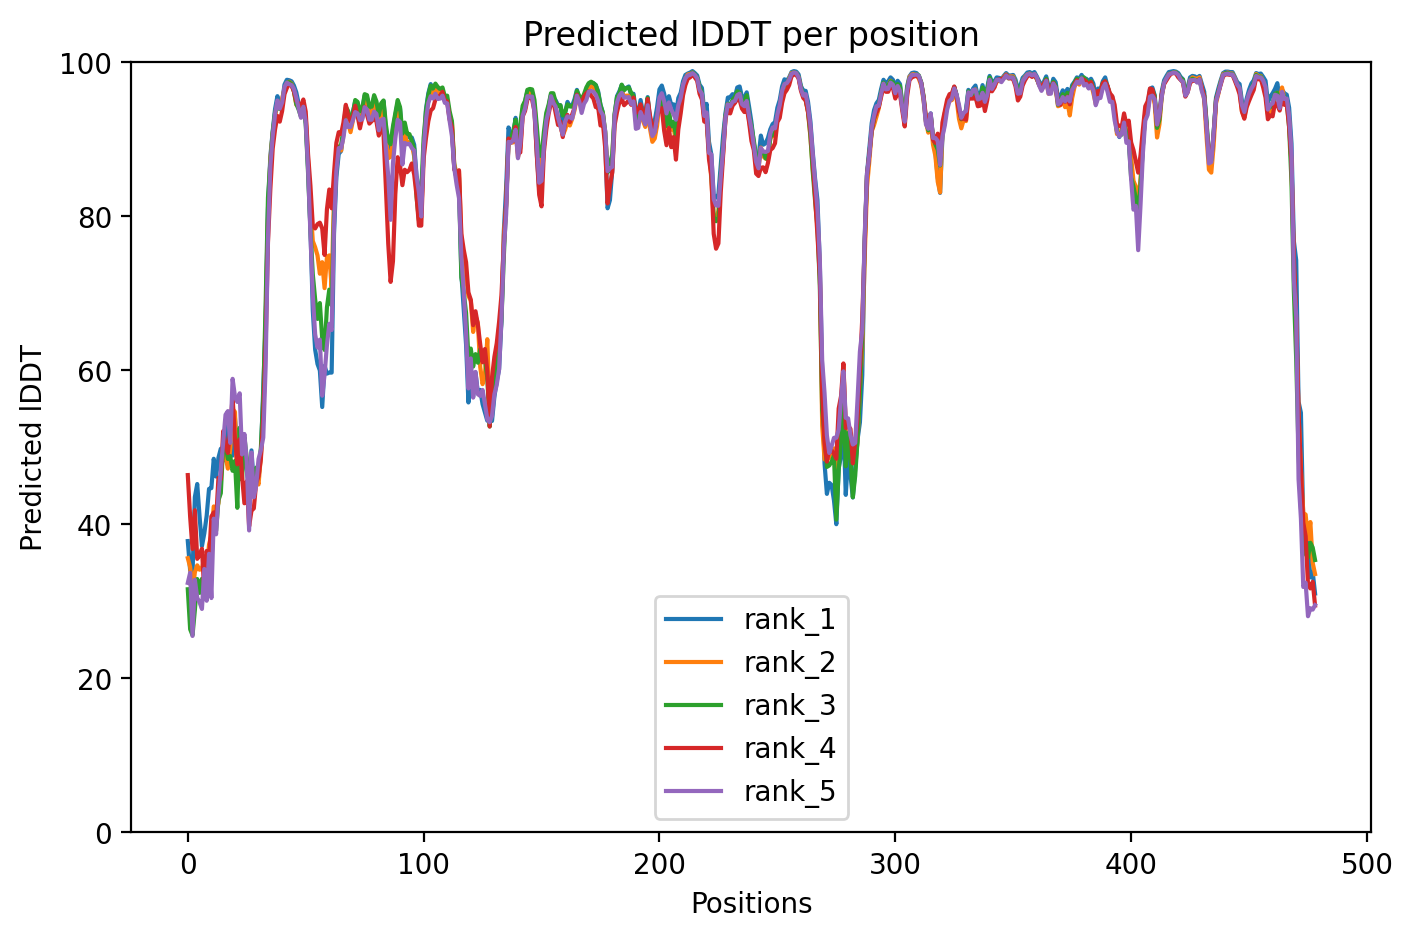 Predicted lDDT per position
100
80
60
40
20
0
Predicted lDDT
rank_1
rank_2
rank_3
rank_4
rank_5
0 100 200 300 400 500
Positions